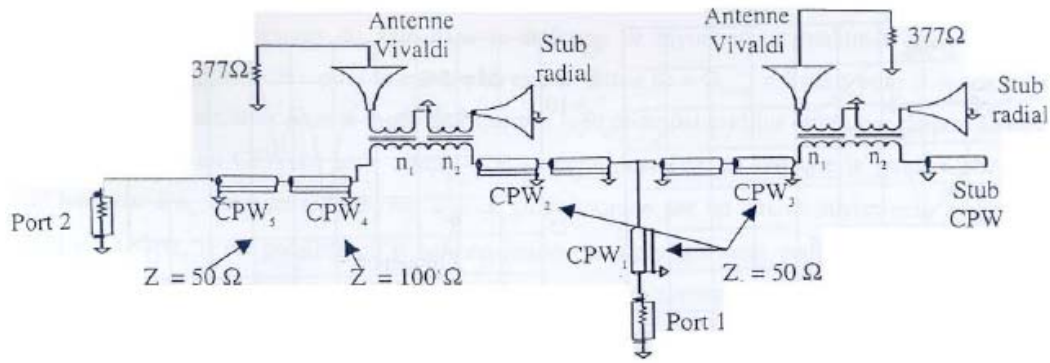 Antenne
Vivaldi
377Ω
Stub
radial
n₁
n₂
Antenne
Vivaldi
377Ω
Stub
radial
n₁
n₂
Stub
CPW
Port 2
CPW₅
CPW₄
CPW₂
CPW₃
CPW₁
Z = 50 Ω
Z = 100 Ω
Z = 50 Ω
Port 1